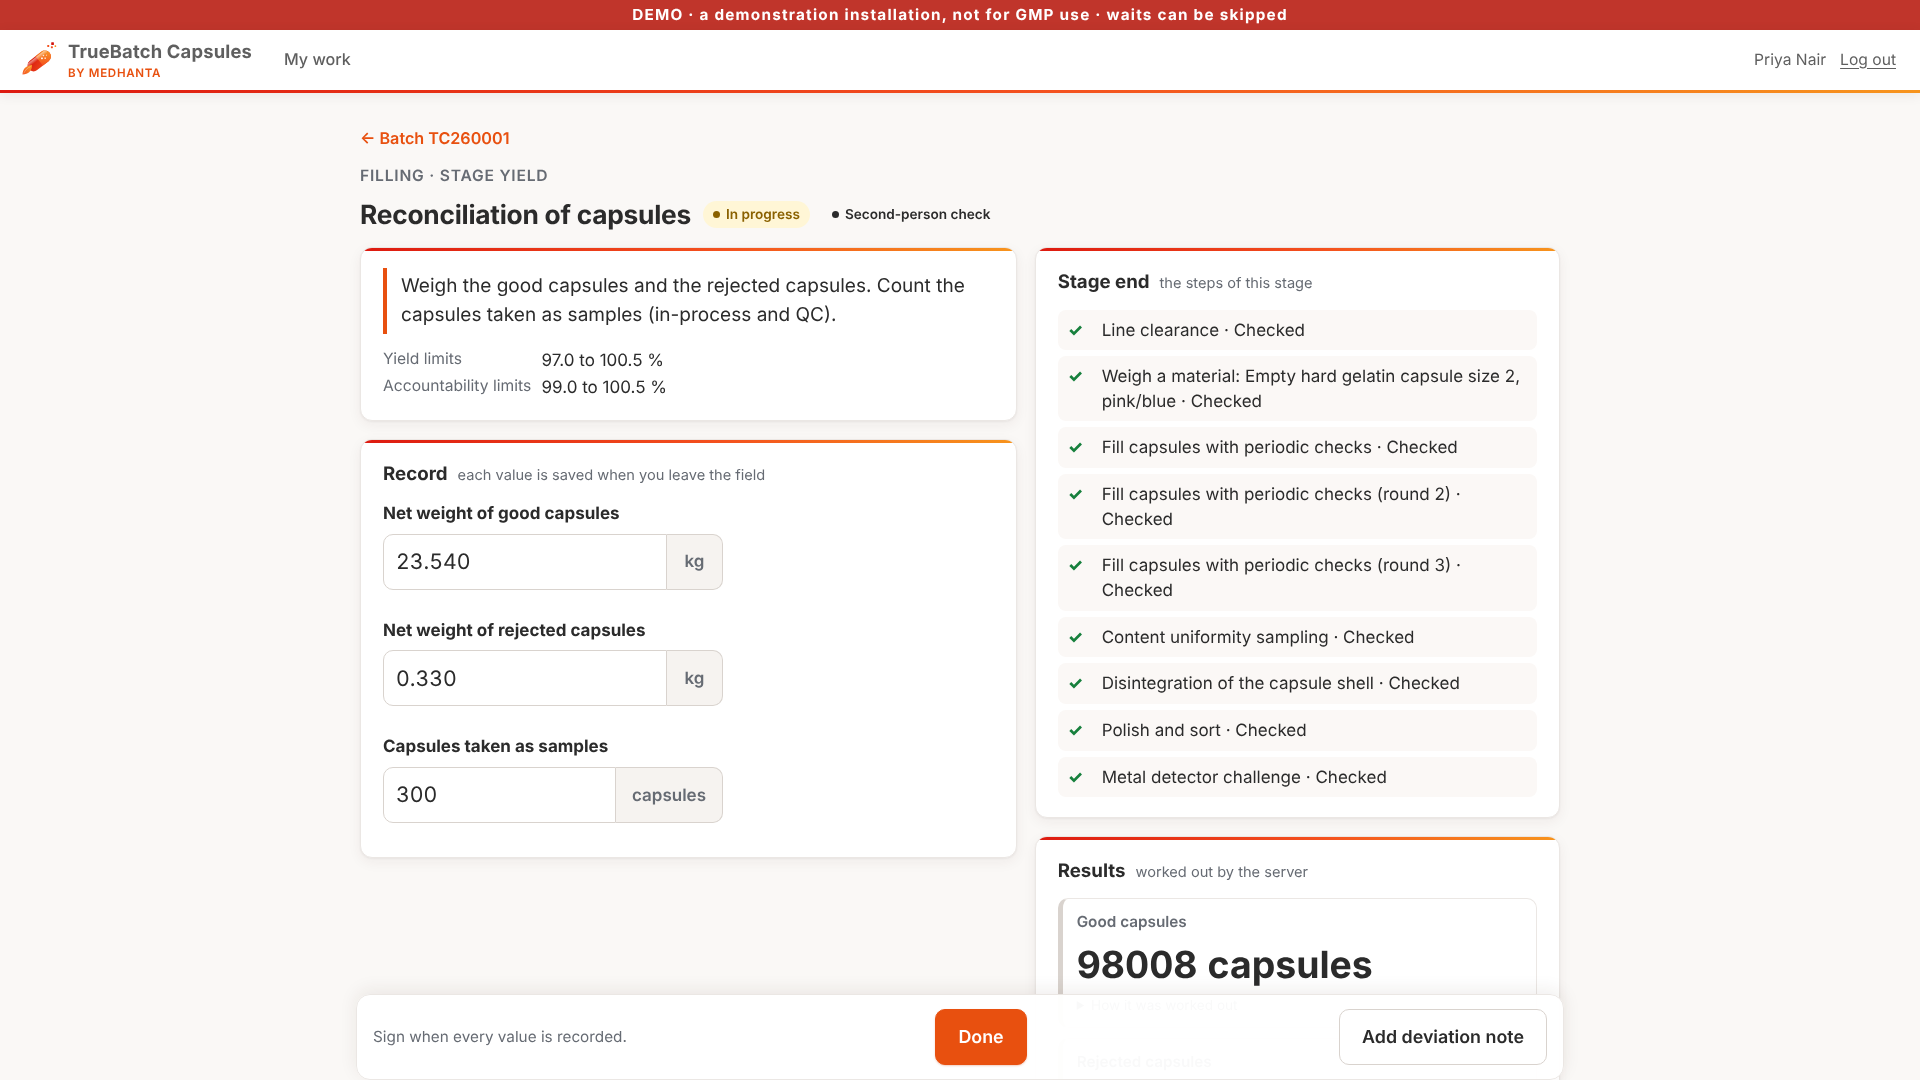 DEMO · a demonstration installation, not for GMP use · waits can be skipped
TrueBatch Capsules
BY MEDHANTA
My work
Priya Nair
Log out
← Batch TC260001
FILLING · STAGE YIELD
Reconciliation of capsules
In progress
Second-person check
Weigh the good capsules and the rejected capsules. Count the
capsules taken as samples (in-process and QC).
Yield limits 97.0 to 100.5 %
Accountability limits 99.0 to 100.5 %
Record each value is saved when you leave the field
Net weight of good capsules
23.540 kg
Net weight of rejected capsules
0.330 kg
Capsules taken as samples
300 capsules
Stage end the steps of this stage
Line clearance · Checked
Weigh a material: Empty hard gelatin capsule size 2,
pink/blue · Checked
Fill capsules with periodic checks · Checked
Fill capsules with periodic checks (round 2) ·
Checked
Fill capsules with periodic checks (round 3) ·
Checked
Content uniformity sampling · Checked
Disintegration of the capsule shell · Checked
Polish and sort · Checked
Metal detector challenge · Checked
Results worked out by the server
Good capsules
98008 capsules
How it was worked out
Rejected capsules
Sign when every value is recorded.
Done
Add deviation note